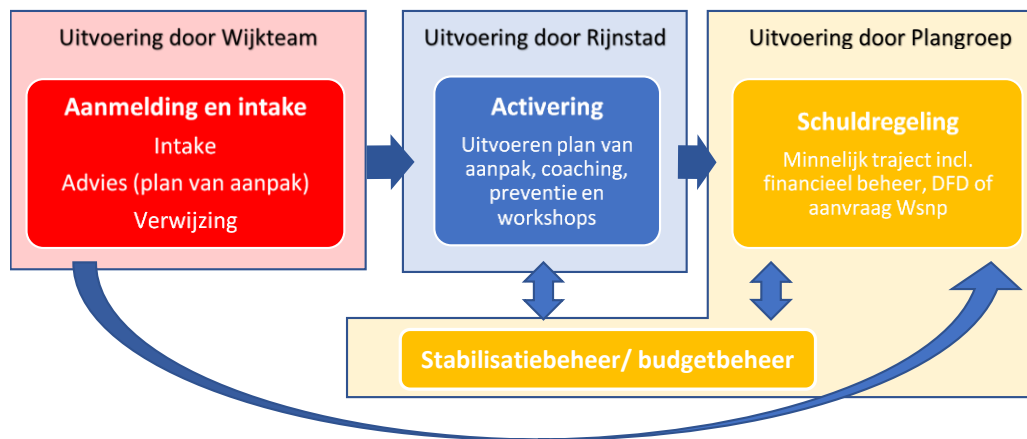 Uitvoering door Wijkteam
Aanmelding en intake
Intake
Advies (plan van aanpak)
Verwijzing
Uitvoering door Rijnstad
Activering
Uitvoeren plan van
aanpak, coaching,
preventie en
workshops
Uitvoering door Plangroep
Schuldregeling
Minnelijk traject incl.
financieel beheer, DFD of
aanvraag Wsnp
Stabilisatiebeheer/ budgetbeheer